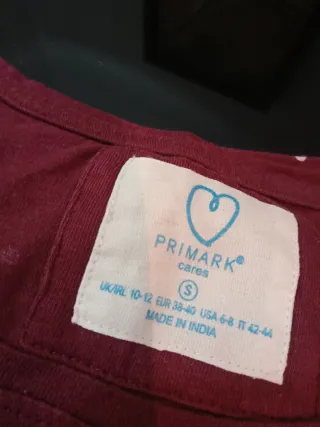 PRIMARK®
cares
S
UK/IRL 10-12 EUR 38-40 USA 6-8 IT 42-44
MADE IN INDIA